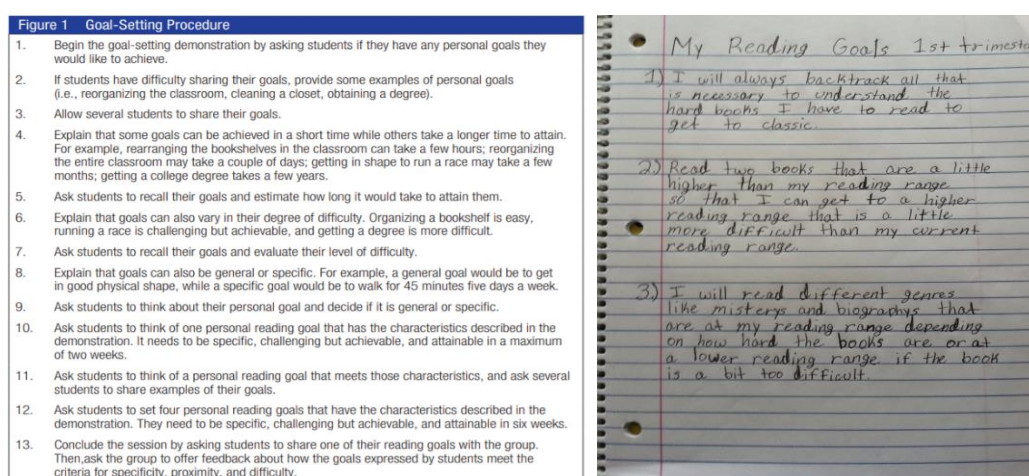 Figure 1 Goal-Setting Procedure
1. Begin the goal-setting demonstration by asking students if they have any personal goals they
would like to achieve.
2. If students have difficulty sharing their goals, provide some examples of personal goals
(i.e., reorganizing the classroom, cleaning a closet, obtaining a degree).
3. Allow several students to share their goals.
4. Explain that some goals can be achieved in a short time while others take a longer time to attain.
For example, rearranging the bookshelves in the classroom can take a few hours; reorganizing
the entire classroom may take a couple of days; getting in shape to run a race may take a few
months; getting a college degree takes a few years.
5. Ask students to recall their goals and estimate how long it would take to attain them.
6. Explain that goals can also vary in their degree of difficulty. Organizing a bookshelf is easy,
running a race is challenging but achievable, and getting a degree is more difficult.
7. Ask students to recall their goals and evaluate their level of difficulty.
8. Explain that goals can also be general or specific. For example, a general goal would be to get
in good physical shape, while a specific goal would be to walk for 45 minutes five days a week.
9. Ask students to think about their personal goal and decide if it is general or specific.
10. Ask students to think of one personal reading goal that has the characteristics described in the
demonstration. It needs to be specific, challenging but achievable, and attainable in a maximum
of two weeks.
11. Ask students to think of a personal reading goal that meets those characteristics, and ask several
students to share examples of their goals.
12. Ask students to set four personal reading goals that have the characteristics described in the
demonstration. They need to be specific, challenging but achievable, and attainable in six weeks.
13. Conclude the session by asking students to share one of their reading goals with the group.
Then,ask the group to offer feedback about how the goals expressed by students meet the
criteria for specificity, proximity, and difficulty.
My Reading Goals 1st trimeste
1) I will always backtrack all that
is necessary to understand the
hard books I have to read to
get to classic.
2) Read two books that are a little
higher than my reading range
so that I can get to a higher
reading range that is a little
more difficult than my current
reading range.
3) I will read different genres
like misterys and biographys that
are at my reading range depending
on how hard the books are or at
a lower reading range if the book
is a bit too difficult.